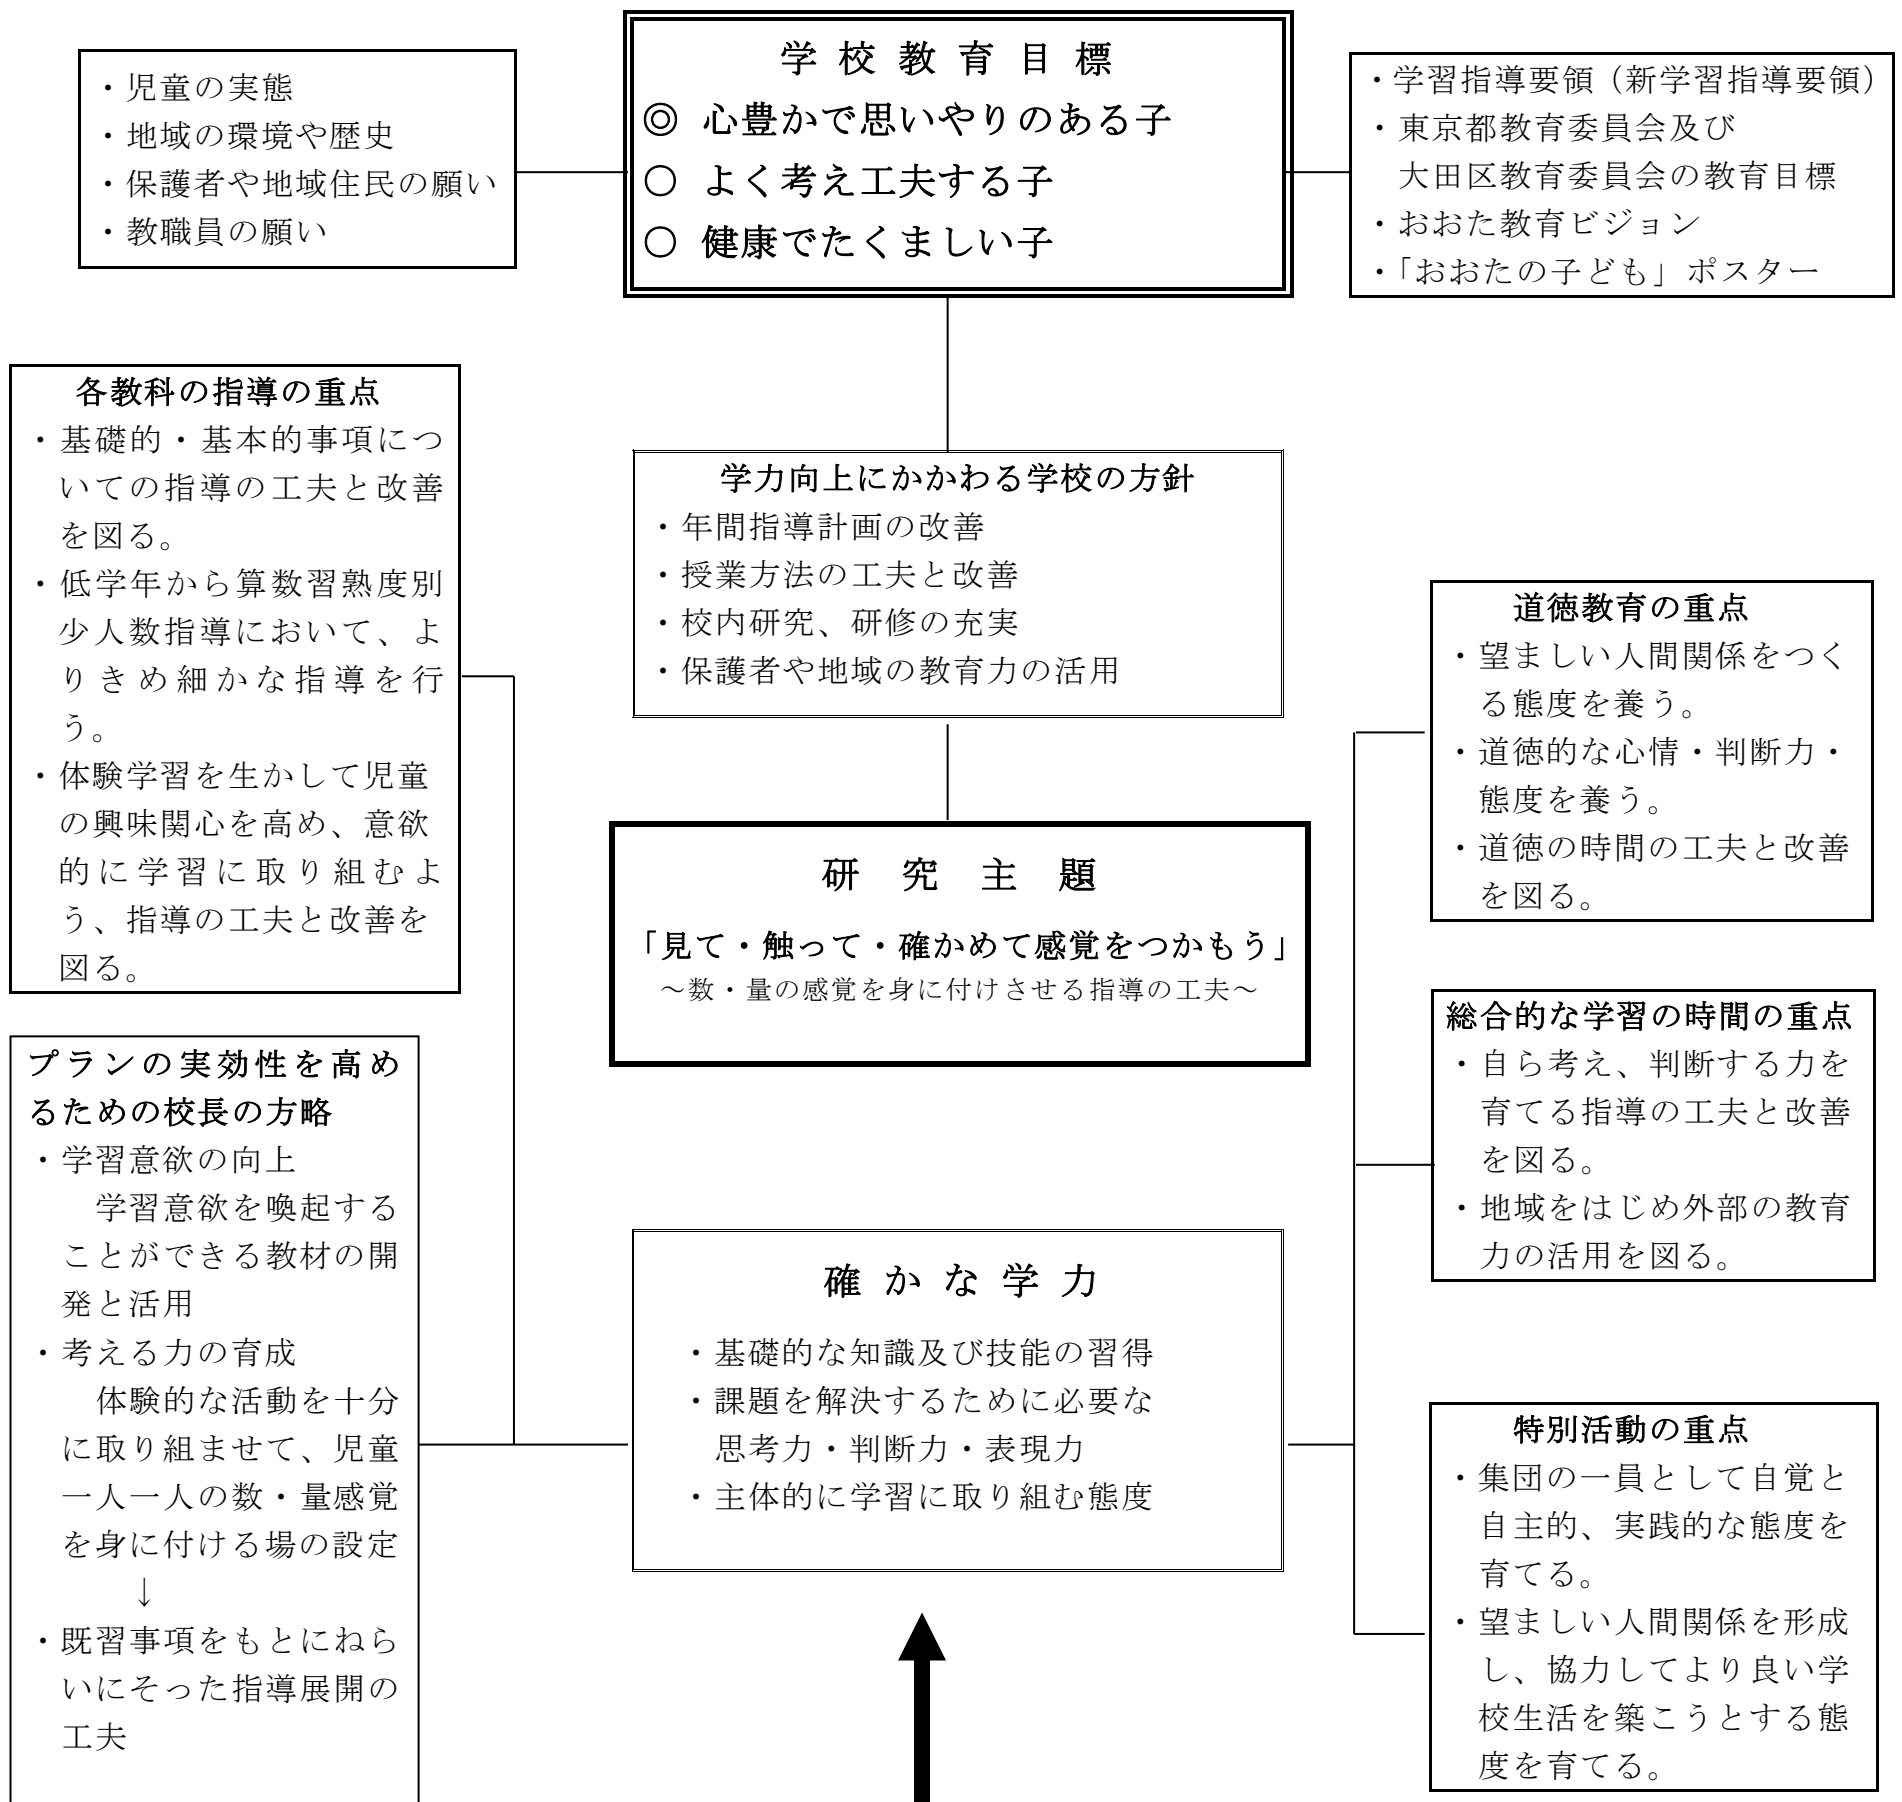 学校教育目標
◎ 心豊かで思いやりのある子
○ よく考え工夫する子
○ 健康でたくましい子
・児童の実態
・地域の環境や歴史
・保護者や地域住民の願い
・教職員の願い
・学習指導要領（新学習指導要領）
・東京都教育委員会及び
大田区教育委員会の教育目標
・おおた教育ビジョン
・「おおたの子ども」ポスター
各教科の指導の重点
・基礎的・基本的事項につ
いての指導の工夫と改善
を図る。
・低学年から算数習熟度別
少人数指導において、よ
りきめ細かな指導を行
う。
・体験学習を生かして児童
の興味関心を高め、意欲
的に学習に取り組むよ
う、指導の工夫と改善を
図る。
学力向上にかかわる学校の方針
・年間指導計画の改善
・授業方法の工夫と改善
・校内研究、研修の充実
・保護者や地域の教育力の活用
道徳教育の重点
・望ましい人間関係をつく
る態度を養う。
・道徳的な心情・判断力・
態度を養う。
・道徳の時間の工夫と改善
を図る。
研究主題
「見て・触って・確かめて感覚をつかもう」
～数・量の感覚を身に付けさせる指導の工夫～
総合的な学習の時間の重点
・自ら考え、判断する力を
育てる指導の工夫と改善
を図る。
・地域をはじめ外部の教育
力の活用を図る。
プランの実効性を高め
るための校長の方略
・学習意欲の向上
学習意欲を喚起する
ことができる教材の開
発と活用
・考える力の育成
体験的な活動を十分
に取り組ませて、児童
一人一人の数・量感覚
を身に付ける場の設定
↓
・既習事項をもとにねら
いにそった指導展開の
工夫
確かな学力
・基礎的な知識及び技能の習得
・課題を解決するために必要な
思考力・判断力・表現力
・主体的に学習に取り組む態度
特別活動の重点
・集団の一員として自覚と
自主的、実践的な態度を
育てる。
・望ましい人間関係を形成
し、協力してより良い学
校生活を築こうとする態
度を育てる。